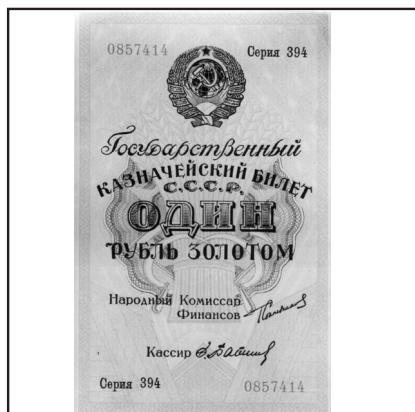 0857414 Серия 394
Государственный
КАЗНАЧЕЙСКИЙ БИЛЕТ
С.С.С.Р.
ОДИН
РУБЛЬ ЗОЛОТОМ
Народный Комиссар
Финансов
Кассир
Серия 394 0857414